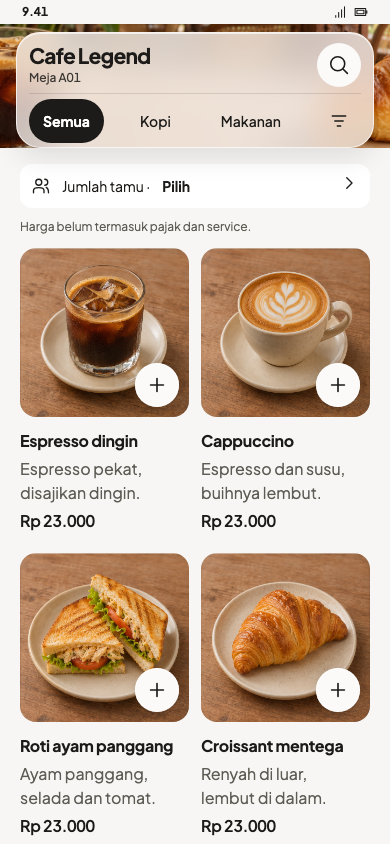 9.41
Cafe Legend
Meja A01
Semua
Kopi
Makanan
Jumlah tamu · Pilih
Harga belum termasuk pajak dan service.
Espresso dingin
Espresso pekat,
disajikan dingin.
Rp 23.000
Cappuccino
Espresso dan susu,
buihnya lembut.
Rp 23.000
Roti ayam panggang
Ayam panggang,
selada dan tomat.
Rp 23.000
Croissant mentega
Renyah di luar,
lembut di dalam.
Rp 23.000